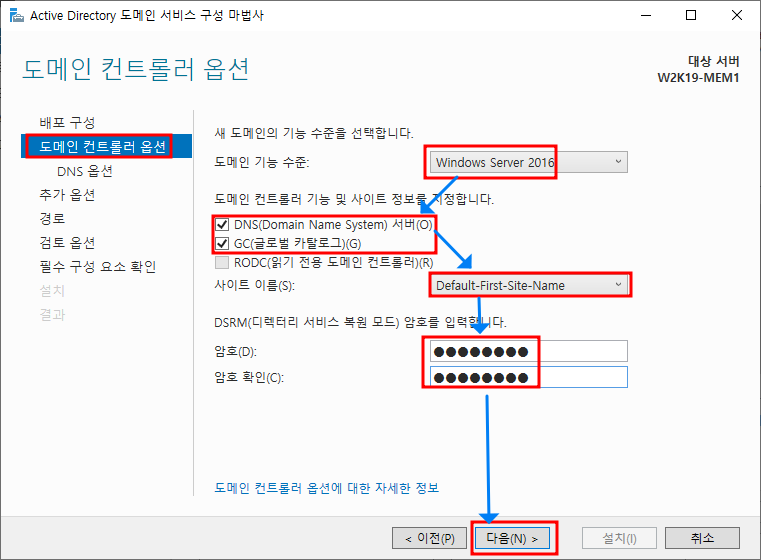 Active Directory 도메인 서비스 구성 마법사
도메인 컨트롤러 옵션
대상 서버
W2K19-MEM1
배포 구성
도메인 컨트롤러 옵션
DNS 옵션
추가 옵션
경로
검토 옵션
필수 구성 요소 확인
설치
결과
새 도메인의 기능 수준을 선택합니다.
도메인 기능 수준: Windows Server 2016
도메인 컨트롤러 기능 및 사이트 정보를 지정합니다.
DNS(Domain Name System) 서버(O)
GC(글로벌 카탈로그)(G)
RODC(읽기 전용 도메인 컨트롤러)(R)
사이트 이름(S): Default-First-Site-Name
DSRM(디렉터리 서비스 복원 모드) 암호를 입력합니다.
암호(D): ●●●●●●●●
암호 확인(C): ●●●●●●●●
도메인 컨트롤러 옵션에 대한 자세한 정보
< 이전(P) 다음(N) > 설치(I) 취소